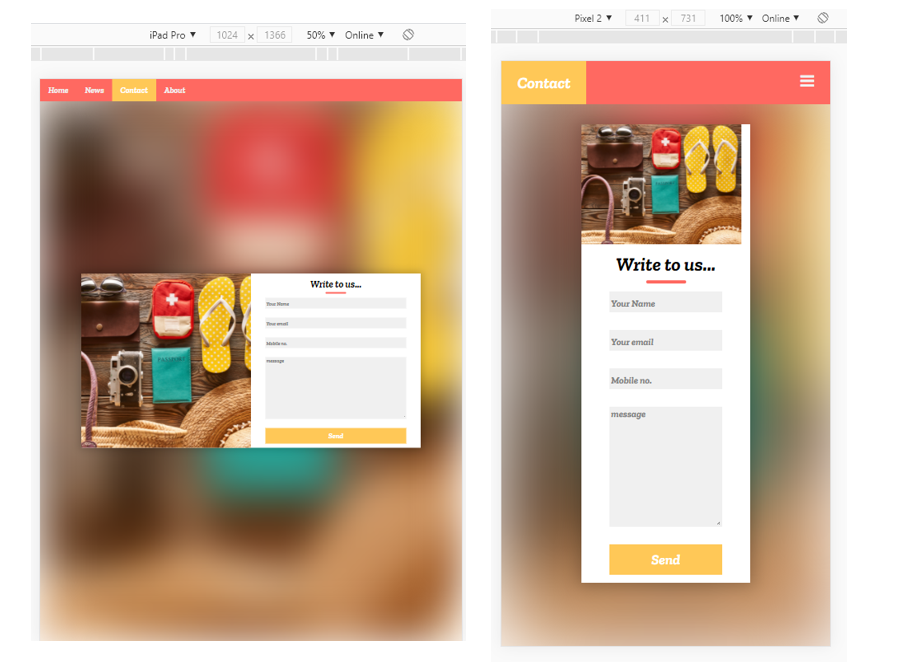 iPad Pro ▼ 1024 x 1366 50% ▼ Online ▼
Home News Contact About
Write to us...
Your Name
Your email
Mobile no.
message
Send
Pixel 2 ▼ 411 x 731 100% ▼ Online ▼
Contact
Write to us...
Your Name
Your email
Mobile no.
message
Send